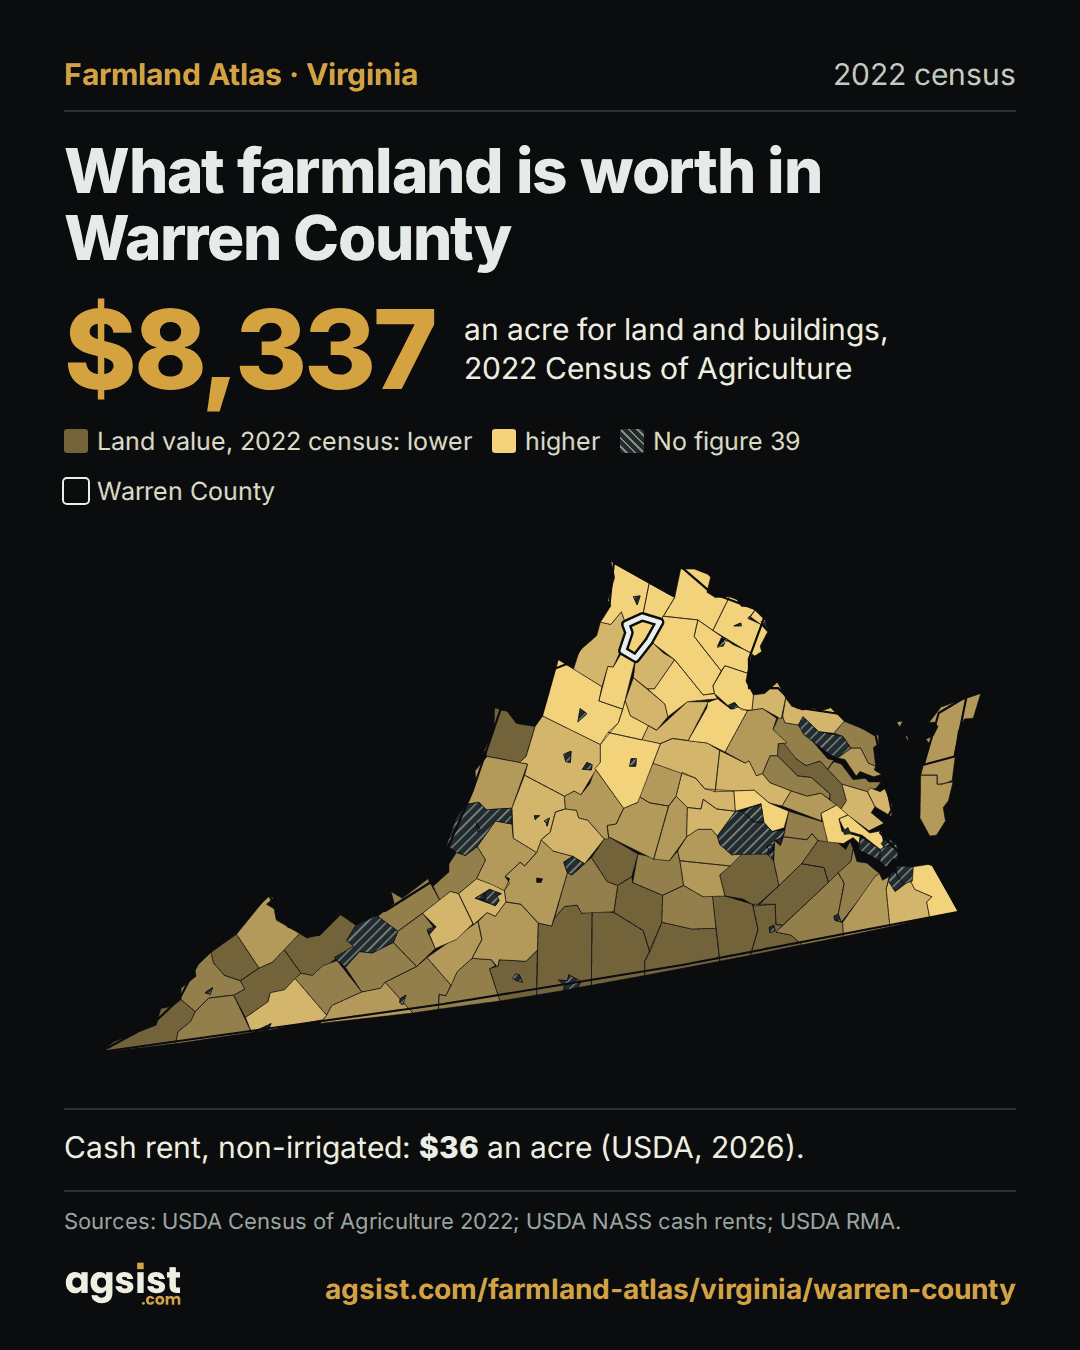 Farmland Atlas · Virginia
2022 census
What farmland is worth in
Warren County
$8,337
an acre for land and buildings,
2022 Census of Agriculture
Land value, 2022 census: lower higher No figure 39
Warren County
Cash rent, non-irrigated: $36 an acre (USDA, 2026).
Sources: USDA Census of Agriculture 2022; USDA NASS cash rents; USDA RMA.
agsist
.com
agsist.com/farmland-atlas/virginia/warren-county